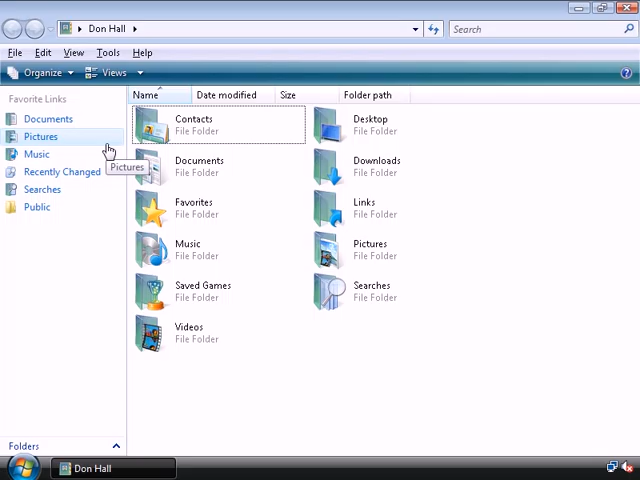 Don Hall
Search
File Edit View Tools Help
Organize Views
Favorite Links
Documents
Pictures
Music
Recently Changed
Searches
Public
Pictures
Name Date modified Size Folder path
Contacts
File Folder
Desktop
File Folder
Documents
File Folder
Downloads
File Folder
Favorites
File Folder
Links
File Folder
Music
File Folder
Pictures
File Folder
Saved Games
File Folder
Searches
File Folder
Videos
File Folder
Folders
Don Hall